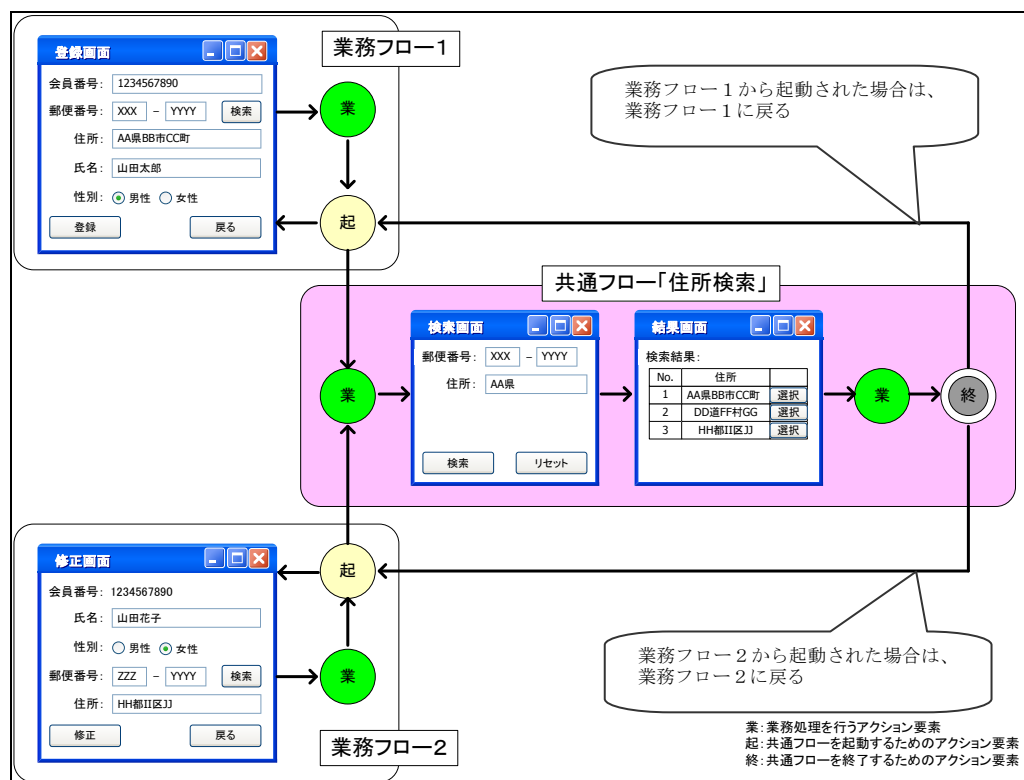 業務フロー1
登録画面
会員番号: 1234567890
郵便番号: XXX － YYYY 検索
住所: AA県BB市CC町
氏名: 山田太郎
性別: 男性 女性
登録 戻る
業
起
業務フロー１から起動された場合は、
業務フロー１に戻る
共通フロー「住所検索」
業
検索画面
郵便番号: XXX － YYYY
住所: AA県
検索 リセット
結果画面
検索結果:
No. 住所
1 AA県BB市CC町 選択
2 DD道FF村GG 選択
3 HH都II区JJ 選択
業
終
修正画面
会員番号: 1234567890
氏名: 山田花子
性別: 男性 女性
郵便番号: ZZZ － YYYY 検索
住所: HH都II区JJ
修正 戻る
起
業
業務フロー2
業務フロー２から起動された場合は、
業務フロー２に戻る
業:業務処理を行うアクション要素
起:共通フローを起動するためのアクション要素
終:共通フローを終了するためのアクション要素